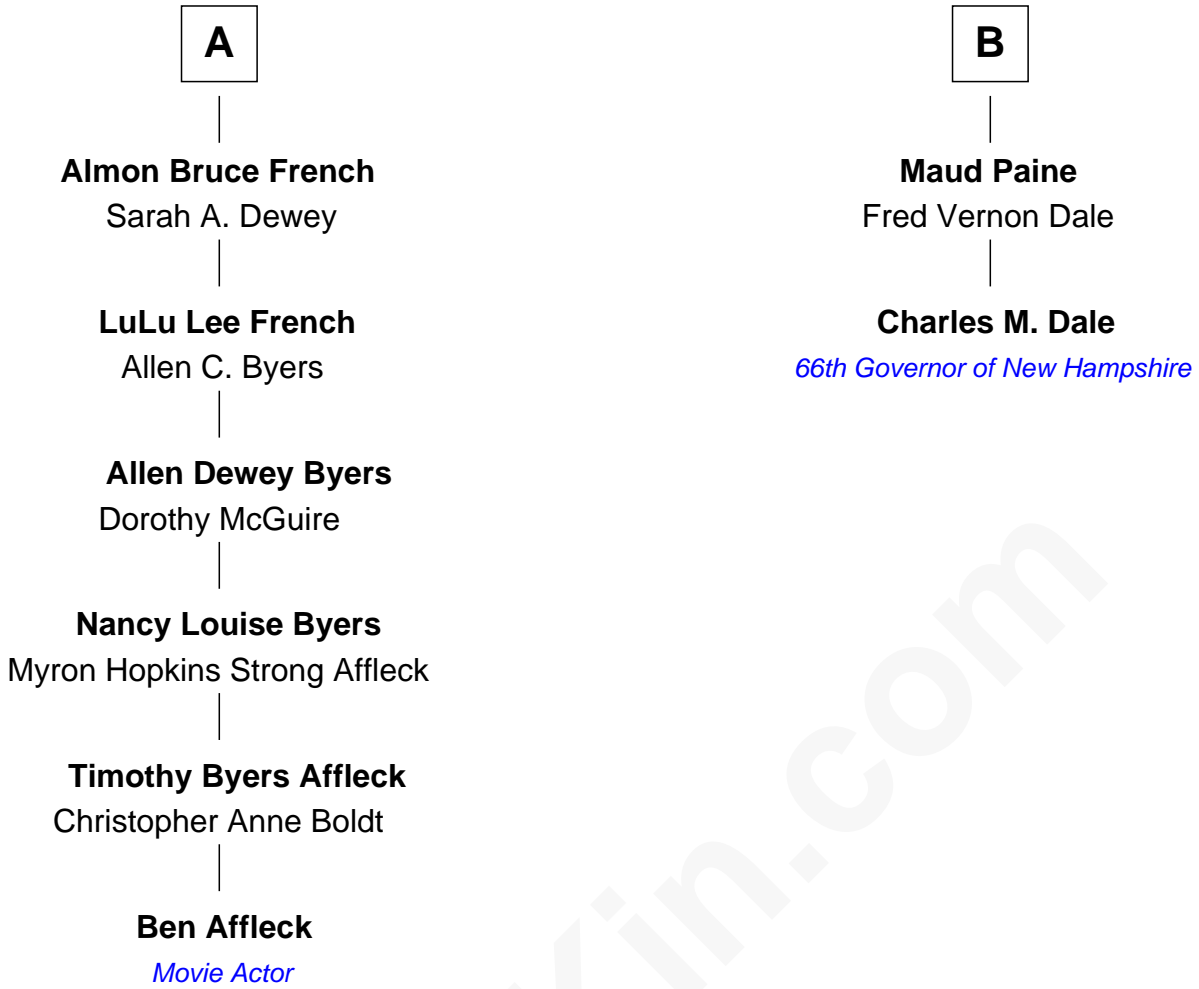 A
Almon Bruce French
Sarah A. Dewey
LuLu Lee French
Allen C. Byers
Allen Dewey Byers
Dorothy McGuire
Nancy Louise Byers
Myron Hopkins Strong Affleck
Timothy Byers Affleck
Christopher Anne Boldt
Ben Affleck
Movie Actor
B
Maud Paine
Fred Vernon Dale
Charles M. Dale
66th Governor of New Hampshire
Kin.com